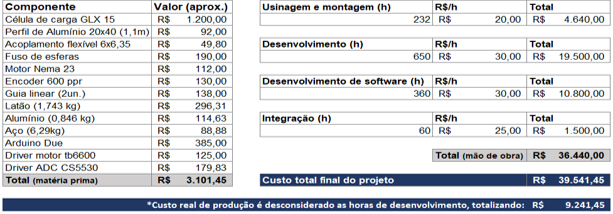 Componente Valor (aprox.)
Célula de carga GLX 15 R$ 1.200,00
Perfil de Alumínio 20x40 (1,1m) R$ 92,00
Acoplamento flexível 6x6,35 R$ 49,80
Fuso de esferas R$ 190,00
Motor Nema 23 R$ 112,00
Encoder 600 ppr R$ 130,00
Guia linear (2un.) R$ 138,00
Latão (1,743 kg) R$ 296,31
Alumínio (0,846 kg) R$ 114,63
Aço (6,29kg) R$ 88,88
Arduino Due R$ 385,00
Driver motor tb6600 R$ 125,00
Driver ADC CS5530 R$ 179,83
Total (matéria prima) R$ 3.101,45
Usinagem e montagem (h) R$/h Total
232 R$ 20,00 R$ 4.640,00
Desenvolvimento (h) R$/h Total
650 R$ 30,00 R$ 19.500,00
Desenvolvimento de software (h) R$/h Total
360 R$ 30,00 R$ 10.800,00
Integração (h) R$/h Total
60 R$ 25,00 R$ 1.500,00
Total (mão de obra) R$ 36.440,00
Custo total final do projeto R$ 39.541,45
*Custo real de produção é desconsiderado as horas de desenvolvimento, totalizando: R$ 9.241,45